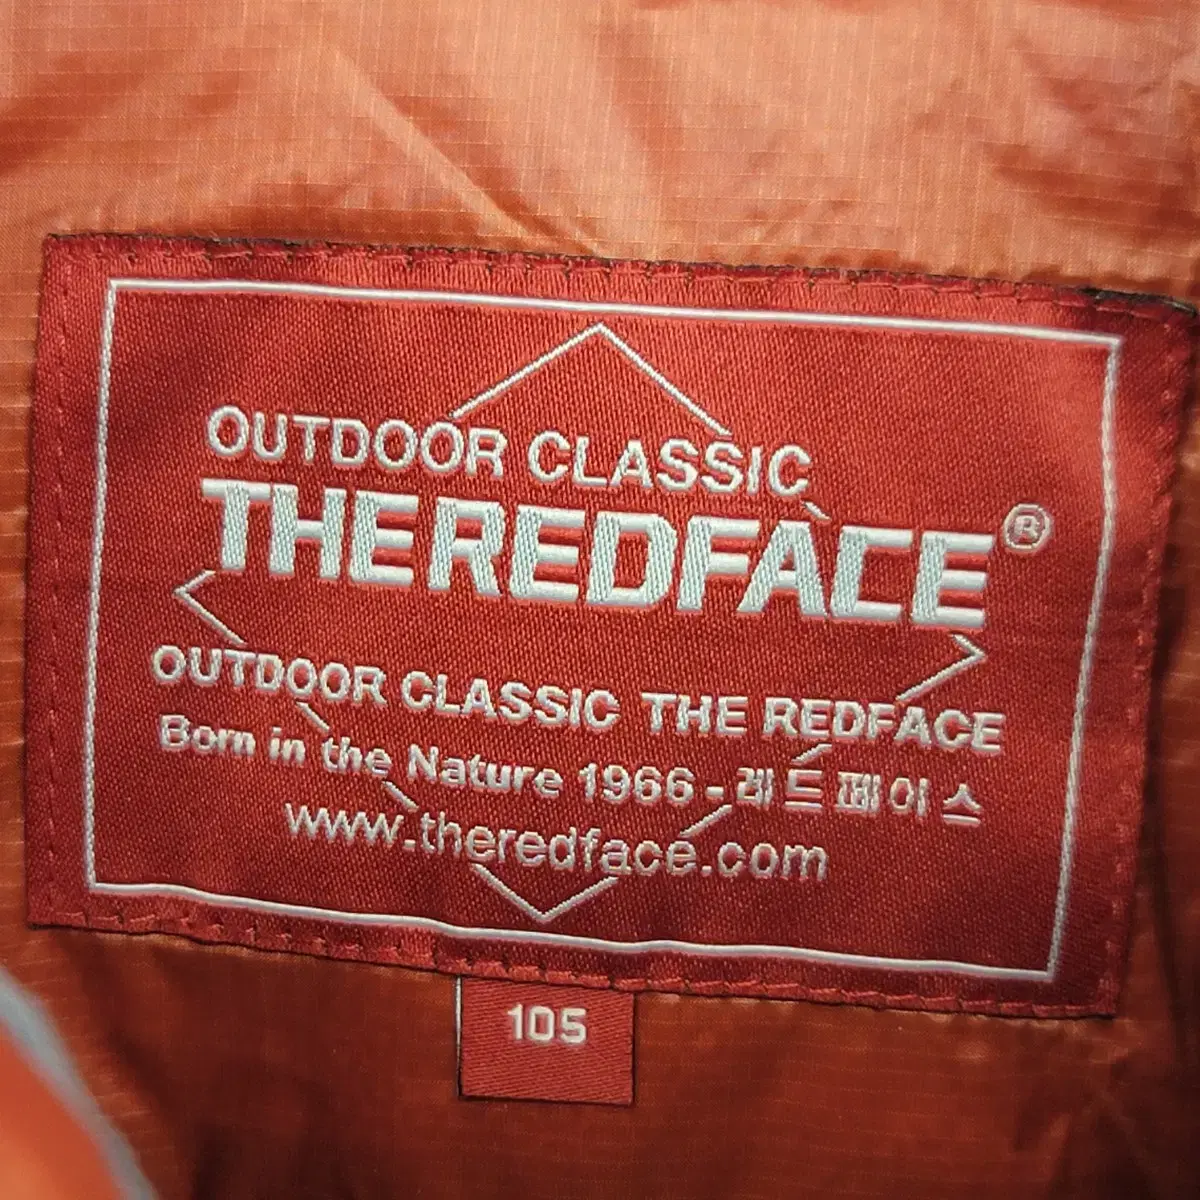 OUTDOOR CLASSIC
THEREDFACE®
OUTDOOR CLASSIC THE REDFACE
Born in the Nature 1966 - 레드페이스
www.theredface.com
105